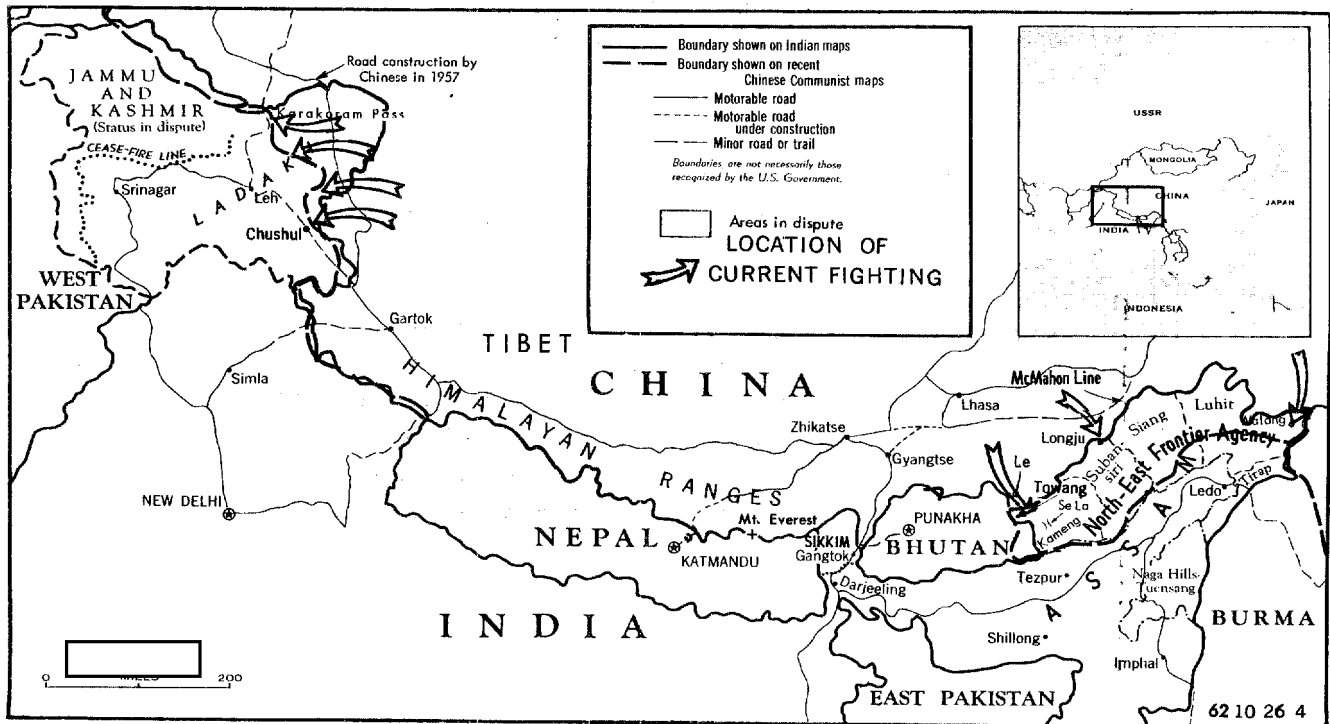 Boundary shown on Indian maps
Boundary shown on recent
Chinese Communist maps
Motorable road
Motorable road
under construction
Minor road or trail
Boundaries are not necessarily those
recognized by the U.S. Government.
Areas in dispute
LOCATION OF
CURRENT FIGHTING
USSR
MONGOLIA
CHINA
JAPAN
INDIA
INDONESIA
Road construction by
Chinese in 1957
JAMMU
AND
KASHMIR
(Status in dispute)
Karakoram Pass
CEASE-FIRE LINE
Srinagar
LADAK
Leh
Chushul
WEST
PAKISTAN
Gartok
TIBET
Simla
HIMALAYAN RANGES
CHINA
McMahon Line
Lhasa
Luhit
Siang
Zhikatse
Longju
Gyangtse
North-East Frontier Agency
Suban-
siri
Le
Towang
Se La
Kameng
Ledo
Tirap
NEW DELHI
Mt. Everest
NEPAL
KATMANDU
SIKKIM
Gangtok
PUNAKHA
BHUTAN
Darjeeling
Tezpur
ASSAM
Naga Hills-
Tuensang
INDIA
Shillong
BURMA
Imphal
EAST PAKISTAN
0
200
62 10 26 4